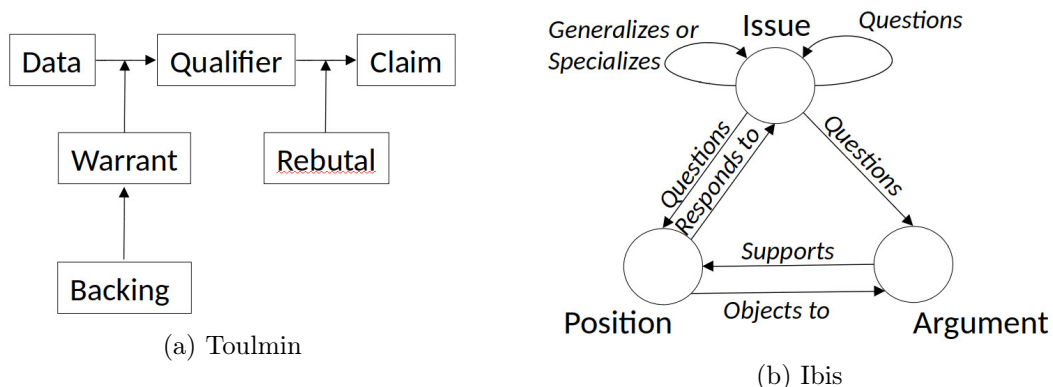 Data
Qualifier
Claim
Warrant
Rebutal
Backing
(a) Toulmin
Issue
Generalizes or
Specializes
Questions
Questions
Responds to
Questions
Supports
Objects to
Position
Argument
(b) Ibis